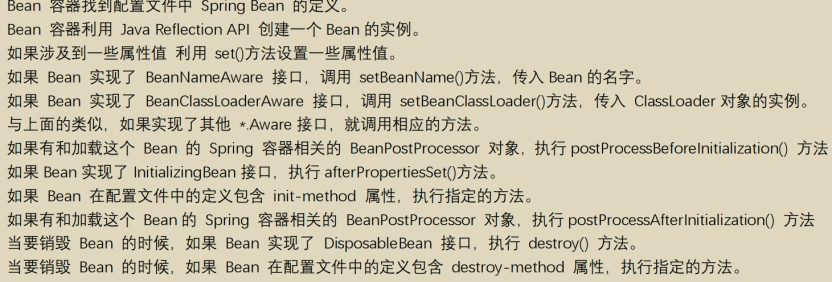 Bean 容器找到配置文件中 Spring Bean 的定义。
Bean 容器利用 Java Reflection API 创建一个 Bean 的实例。
如果涉及到一些属性值 利用 set()方法设置一些属性值。
如果 Bean 实现了 BeanNameAware 接口，调用 setBeanName()方法，传入 Bean 的名字。
如果 Bean 实现了 BeanClassLoaderAware 接口，调用 setBeanClassLoader()方法，传入 ClassLoader 对象的实例。
与上面的类似，如果实现了其他 *.Aware 接口，就调用相应的方法。
如果有和加载这个 Bean 的 Spring 容器相关的 BeanPostProcessor 对象，执行 postProcessBeforeInitialization() 方法
如果 Bean 实现了 InitializingBean 接口，执行 afterPropertiesSet()方法。
如果 Bean 在配置文件中的定义包含 init-method 属性，执行指定的方法。
如果有和加载这个 Bean 的 Spring 容器相关的 BeanPostProcessor 对象，执行 postProcessAfterInitialization() 方法
当要销毁 Bean 的时候，如果 Bean 实现了 DisposableBean 接口，执行 destroy() 方法。
当要销毁 Bean 的时候，如果 Bean 在配置文件中的定义包含 destroy-method 属性，执行指定的方法。